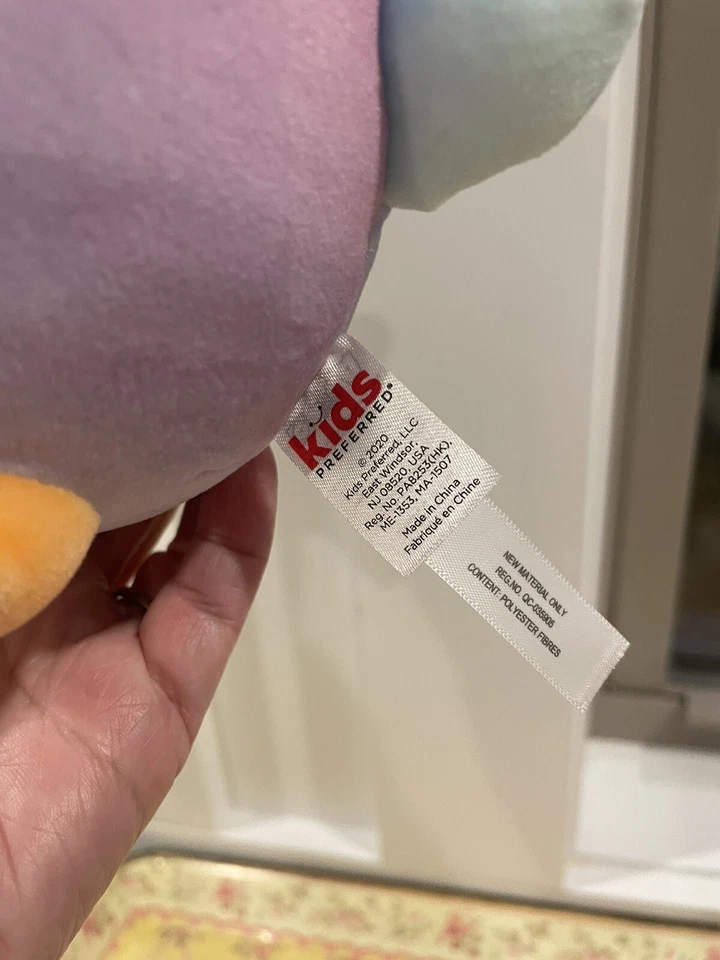 kids
PREFERRED®
© 2020
Kids Preferred, LLC
East Windsor,
NJ 08520, USA
Reg. No. PA8253(HK),
ME-1353, MA-1507
Made in China
Fabriqué en Chine
NEW MATERIAL ONLY
REG.NO. QC-035905
CONTENT: POLYESTER FIBRES